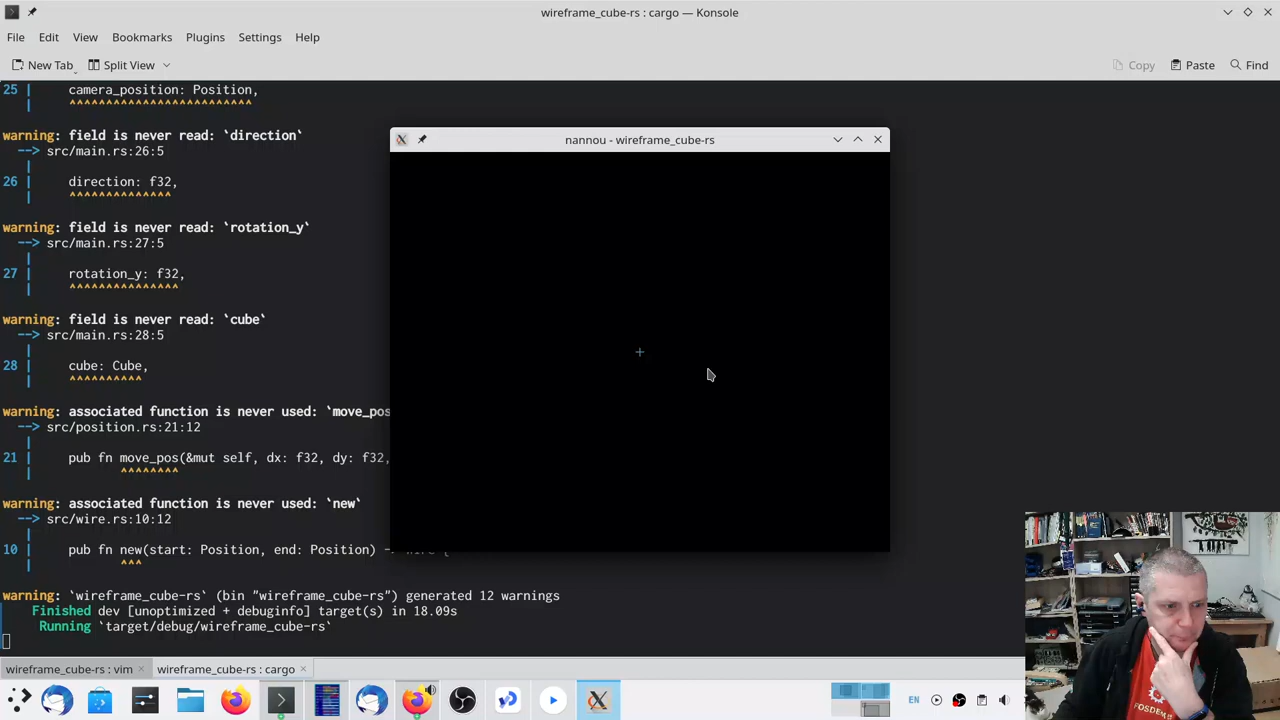 wireframe_cube-rs : cargo — Konsole
File Edit View Bookmarks Plugins Settings Help
New Tab Split View Copy Paste Find
25 | camera_position: Position,
| ^^^^^^^^^^^^^^^^^^^^^^^^^
warning: field is never read: `direction`
--> src/main.rs:26:5
|
26 | direction: f32,
| ^^^^^^^^^^^^^^
warning: field is never read: `rotation_y`
--> src/main.rs:27:5
|
27 | rotation_y: f32,
| ^^^^^^^^^^^^^^^
warning: field is never read: `cube`
--> src/main.rs:28:5
|
28 | cube: Cube,
| ^^^^^^^^^^
warning: associated function is never used: `move_pos
--> src/position.rs:21:12
|
21 | pub fn move_pos(&mut self, dx: f32, dy: f32,
| ^^^^^^^^
warning: associated function is never used: `new`
--> src/wire.rs:10:12
|
10 | pub fn new(start: Position, end: Position) -
| ^^^
warning: `wireframe_cube-rs` (bin "wireframe_cube-rs") generated 12 warnings
Finished dev [unoptimized + debuginfo] target(s) in 18.09s
Running `target/debug/wireframe_cube-rs`
nannou - wireframe_cube-rs
wireframe_cube-rs : vim wireframe_cube-rs : cargo
EN
FOSDEM